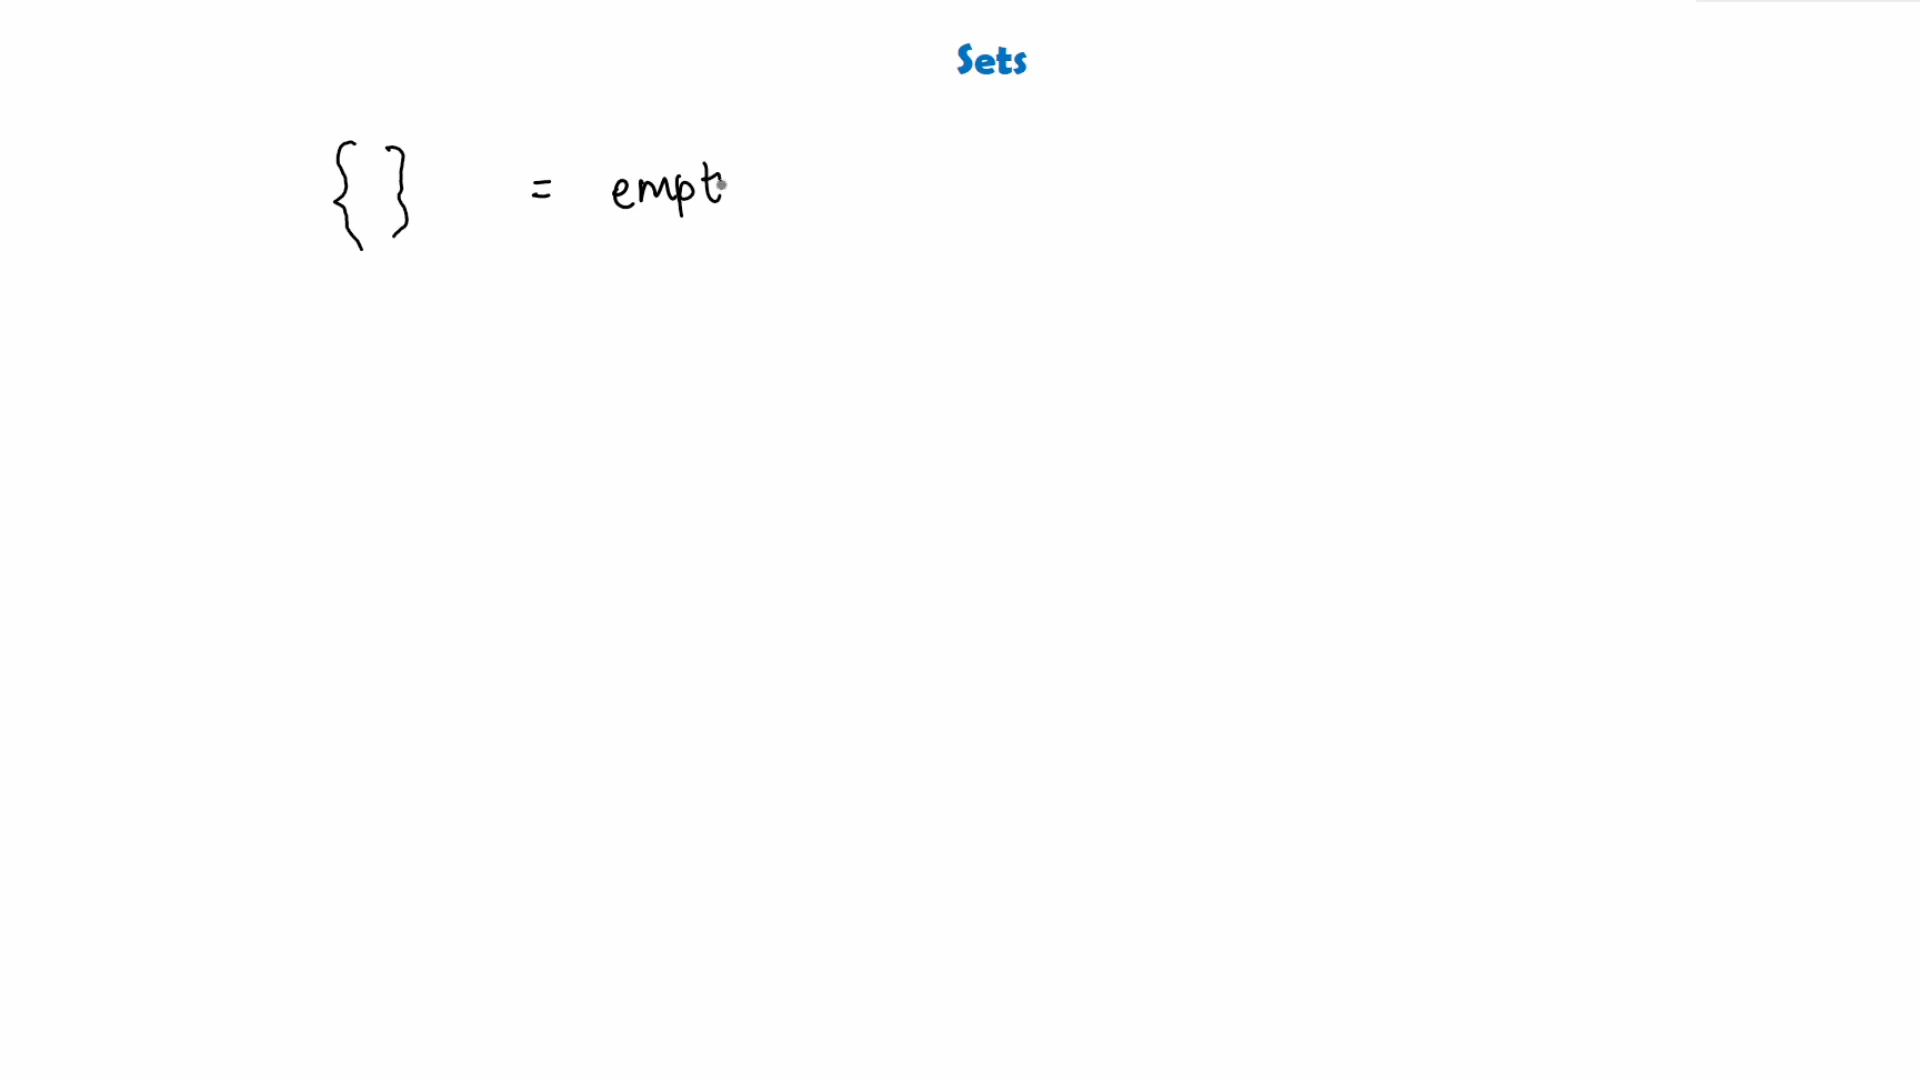 Sets
{ } = empt